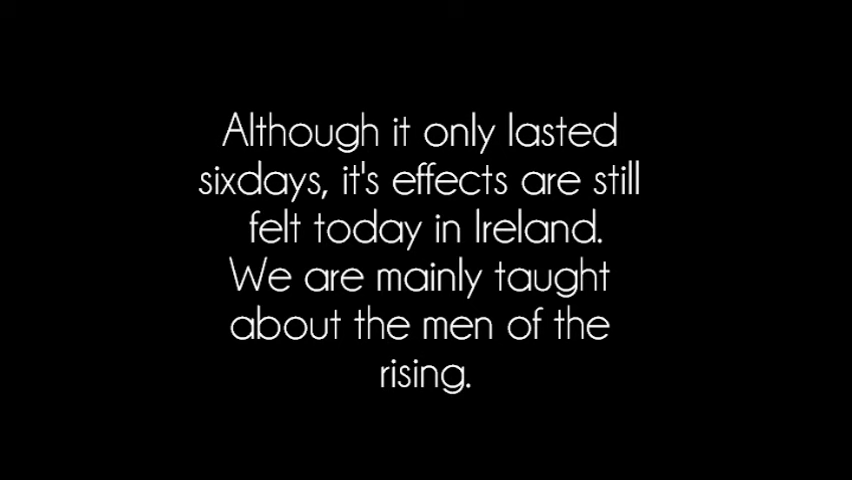 Although it only lasted
sixdays, it's effects are still
felt today in Ireland.
We are mainly taught
about the men of the
rising.